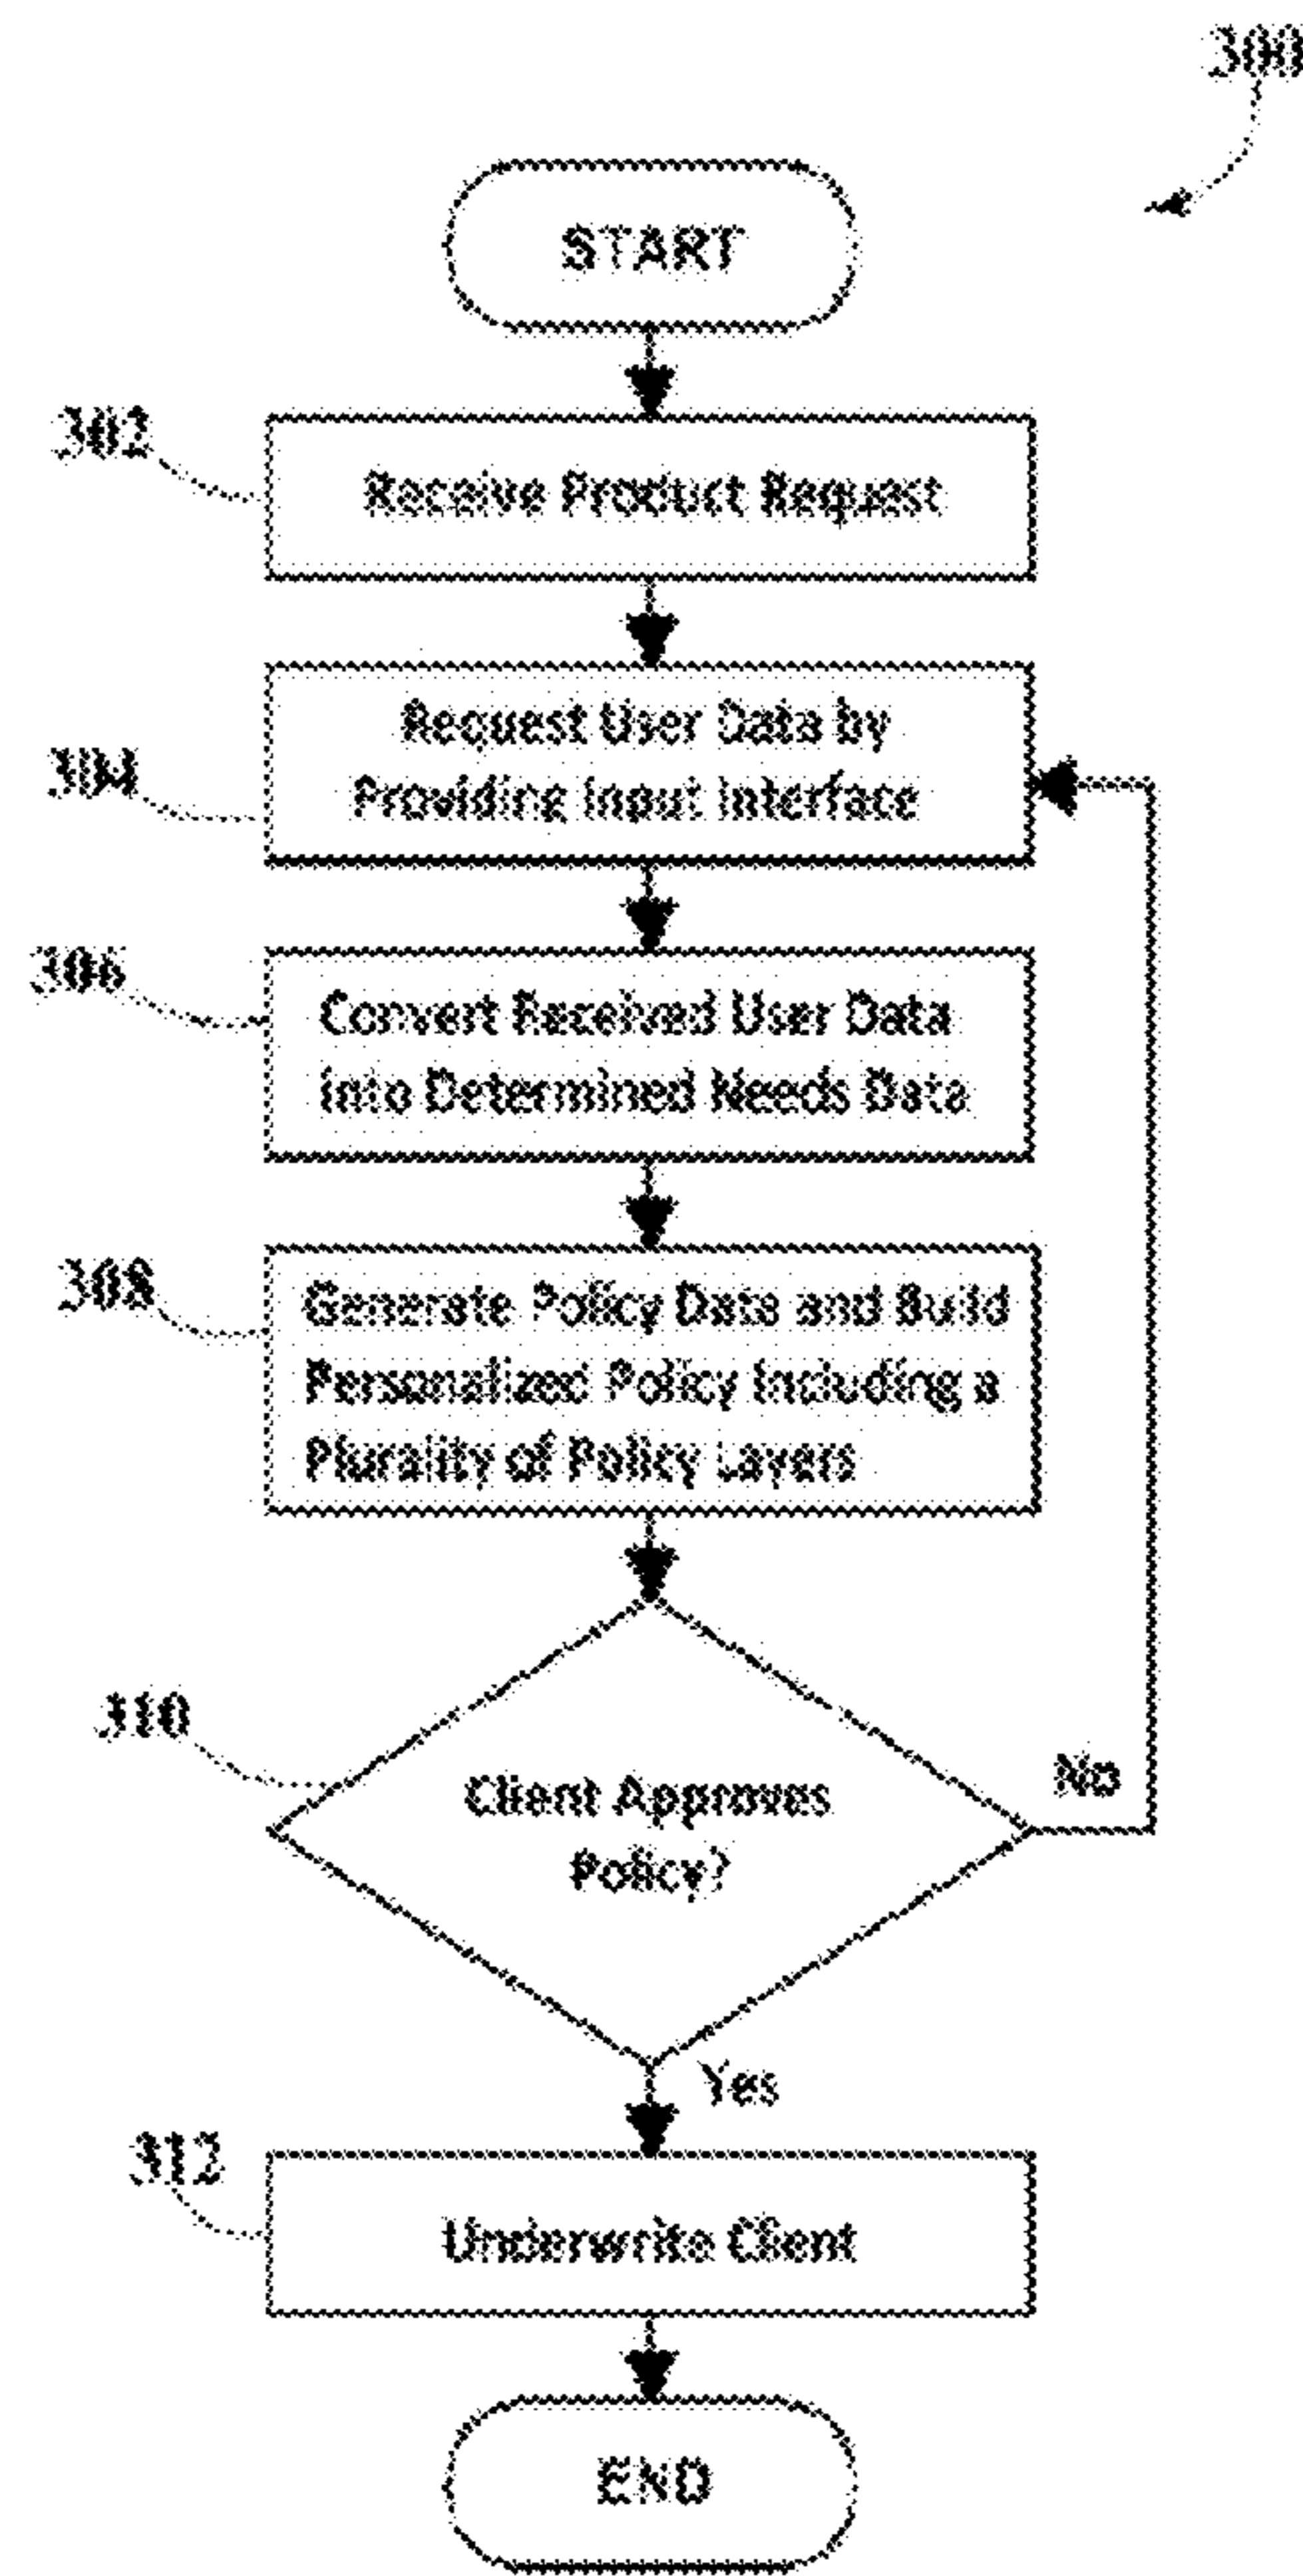 300
START
302
Receive Product Request
304
Request User Data by
Providing Input Interface
306
Convert Received User Data
into Determined Needs Data
308
Generate Policy Data and Build
Personalized Policy Including a
Plurality of Policy Layers
310
Client Approves
Policy?
No
Yes
312
Underwrite Client
END